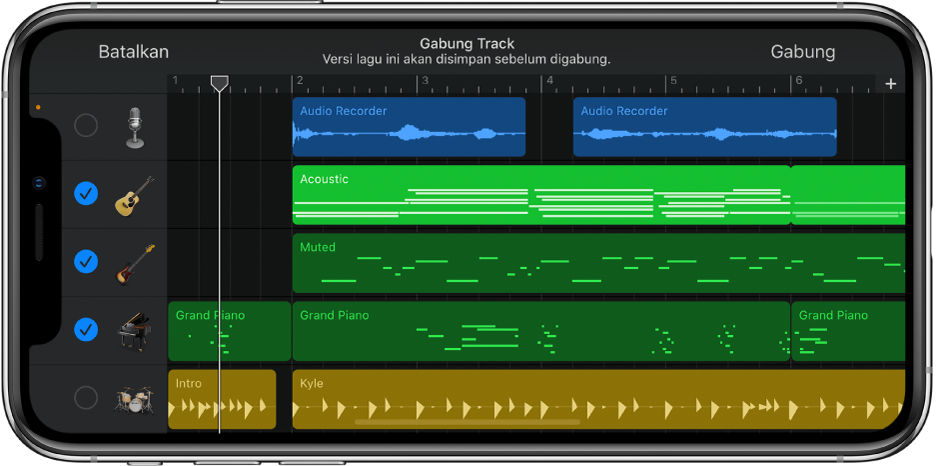 Batalkan
Gabung Track
Versi lagu ini akan disimpan sebelum digabung.
Gabung
1 2 3 4 5 6 +
Audio Recorder Audio Recorder
Acoustic
Muted
Grand Piano Grand Piano Grand Piano
Intro Kyle